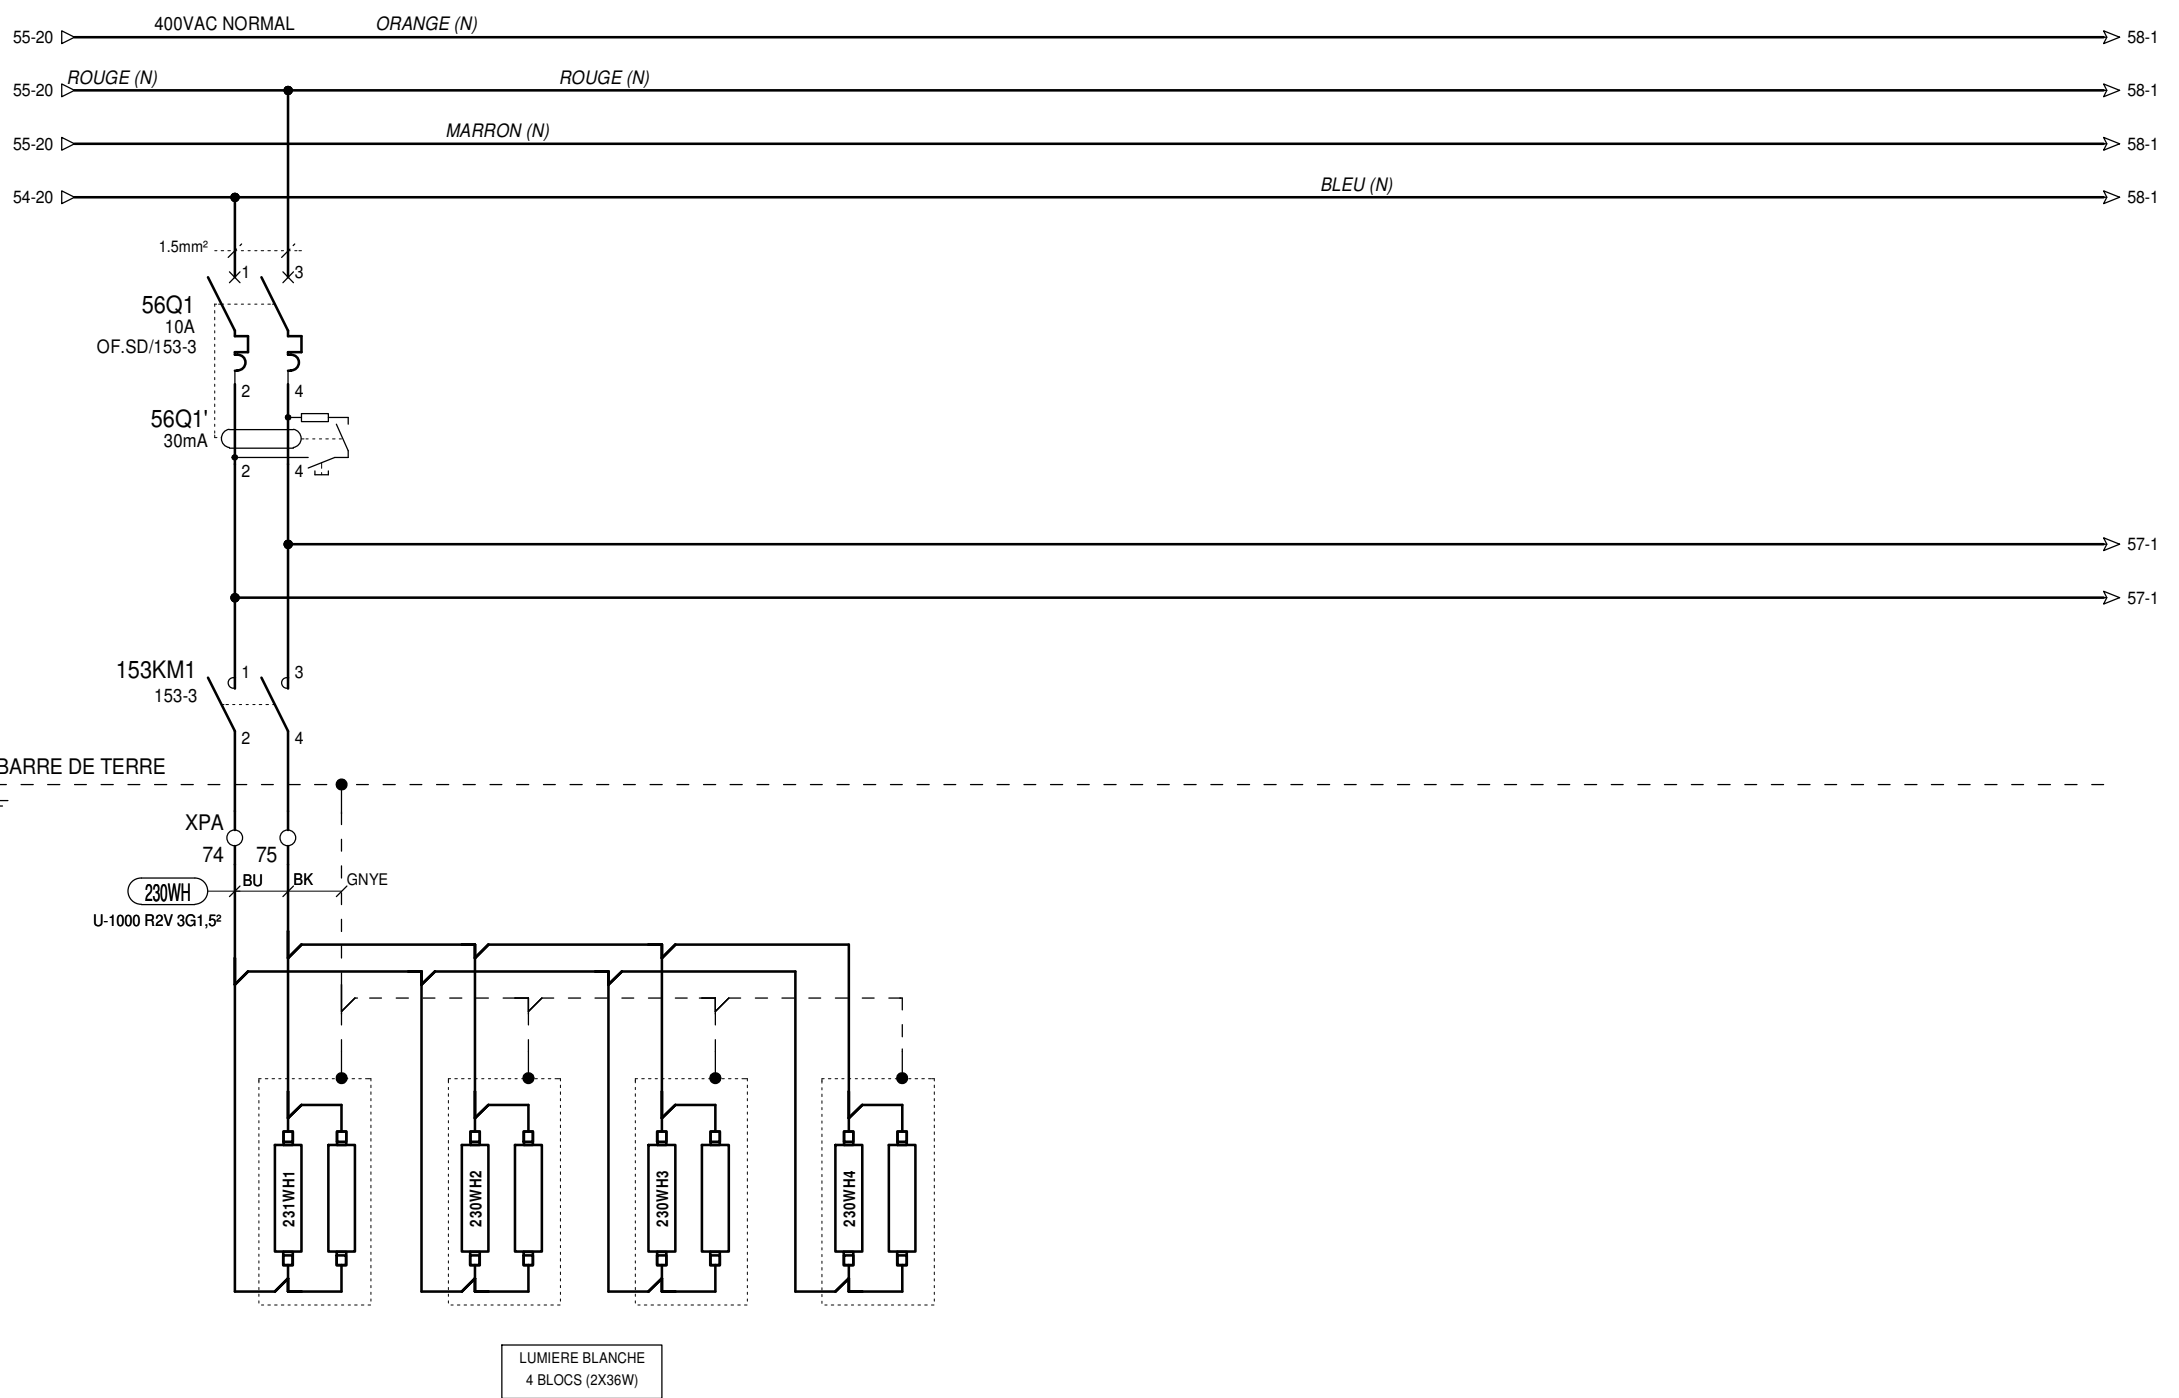 400VAC NORMAL ORANGE (N)
55-20 58-1
ROUGE (N) ROUGE (N)
55-20 58-1
MARRON (N)
55-20 58-1
BLEU (N)
54-20 58-1
1.5mm²
1 3
56Q1
10A
OF.SD/153-3
2 4
56Q1'
30mA
2 4
57-1
57-1
153KM1 1 3
153-3
2 4
BARRE DE TERRE
XPA
74 75
230WH BU BK GNYE
U-1000 R2V 3G1,5²
231WH1
230WH2
230WH3
230WH4
LUMIERE BLANCHE
4 BLOCS (2X36W)